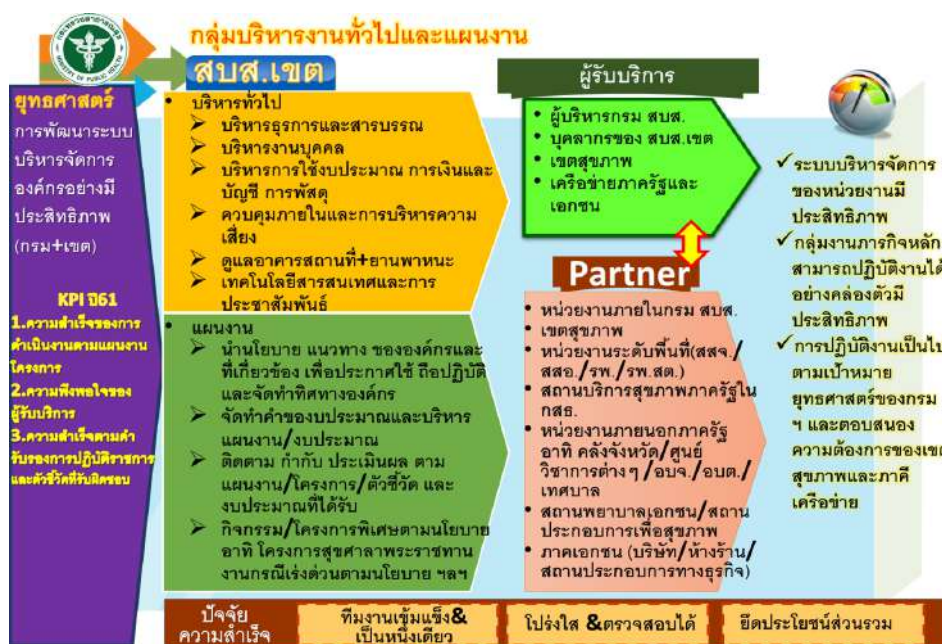 กลุ่มบริหารงานทั่วไปและแผนงาน
สบส.เขต
กระทรวงสาธารณสุข
MINISTRY OF PUBLIC HEALTH
ยุทธศาสตร์
การพัฒนาระบบ
บริหารจัดการ
องค์กรอย่างมี
ประสิทธิภาพ
(กรม+เขต)
KPI ปี61
1.ความสำเร็จของการ
ดำเนินงานตามแผนงาน
โครงการ
2.ความพึงพอใจของ
ผู้รับบริการ
3.ความสำเร็จตามคำ
รับรองการปฏิบัติราชการ
และตัวชี้วัดที่รับผิดชอบ
• บริหารทั่วไป
➢ บริหารธุรการและสารบรรณ
➢ บริหารงานบุคคล
➢ บริหารการใช้งบประมาณ การเงินและ
บัญชี การพัสดุ
➢ ควบคุมภายในและการบริหารความ
เสี่ยง
➢ ดูแลอาคารสถานที่+ยานพาหนะ
➢ เทคโนโลยีสารสนเทศและการ
ประชาสัมพันธ์
• แผนงาน
➢ นำนโยบาย แนวทาง ขององค์กรและ
ที่เกี่ยวข้อง เพื่อประกาศใช้ ถือปฏิบัติ
และจัดทำทิศทางองค์กร
➢ จัดทำคำของบประมาณและบริหาร
แผนงาน/งบประมาณ
➢ ติดตาม กำกับ ประเมินผล ตาม
แผนงาน/โครงการ/ตัวชี้วัด และ
งบประมาณที่ได้รับ
➢ กิจกรรม/โครงการพิเศษตามนโยบาย
อาทิ โครงการสุขศาลาพระราชทาน
งานกรณีเร่งด่วนตามนโยบาย ฯลฯ
ผู้รับบริการ
• ผู้บริหารกรม สบส.
• บุคลากรของ สบส.เขต
• เขตสุขภาพ
• เครือข่ายภาครัฐและ
เอกชน
Partner
• หน่วยงานภายในกรม สบส.
• เขตสุขภาพ
• หน่วยงานระดับพื้นที่(สสจ./
สสอ./รพ./รพ.สต.)
• สถานบริการสุขภาพภาครัฐใน
กสธ.
• หน่วยงานภายนอกภาครัฐ
อาทิ คลังจังหวัด/ศูนย์
วิชาการต่างๆ/อบจ./อบต./
เทศบาล
• สถานพยาบาลเอกชน/สถาน
ประกอบการเพื่อสุขภาพ
• ภาคเอกชน (บริษัท/ห้างร้าน/
สถานประกอบการทางธุรกิจ)
✓ ระบบบริหารจัดการ
ของหน่วยงานมี
ประสิทธิภาพ
✓ กลุ่มงานภารกิจหลัก
สามารถปฏิบัติงานได้
อย่างคล่องตัวมี
ประสิทธิภาพ
✓ การปฏิบัติงานเป็นไป
ตามเป้าหมาย
ยุทธศาสตร์ของกรม
ฯ และตอบสนอง
ความต้องการของเขต
สุขภาพและภาคี
เครือข่าย
ปัจจัย
ความสำเร็จ
ทีมงานเข้มแข็ง&
เป็นหนึ่งเดียว
โปร่งใส &ตรวจสอบได้
ยึดประโยชน์ส่วนรวม